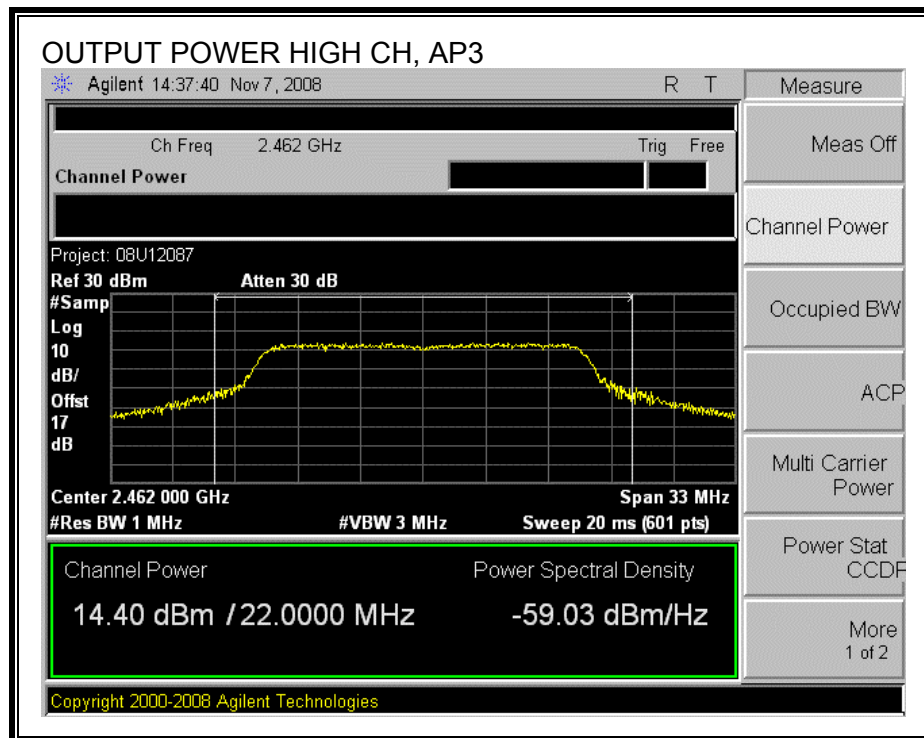 OUTPUT POWER HIGH CH, AP3
Agilent 14:37:40 Nov 7, 2008 R T
Measure
Ch Freq 2.462 GHz Trig Free
Channel Power
Project: 08U12087
Ref 30 dBm Atten 30 dB
#Samp
Log
10
dB/
Offst
17
dB
Center 2.462 000 GHz Span 33 MHz
#Res BW 1 MHz #VBW 3 MHz Sweep 20 ms (601 pts)
Channel Power Power Spectral Density
14.40 dBm / 22.0000 MHz -59.03 dBm/Hz
Copyright 2000-2008 Agilent Technologies
Meas Off
Channel Power
Occupied BW
ACP
Multi Carrier
Power
Power Stat
CCDF
More
1 of 2